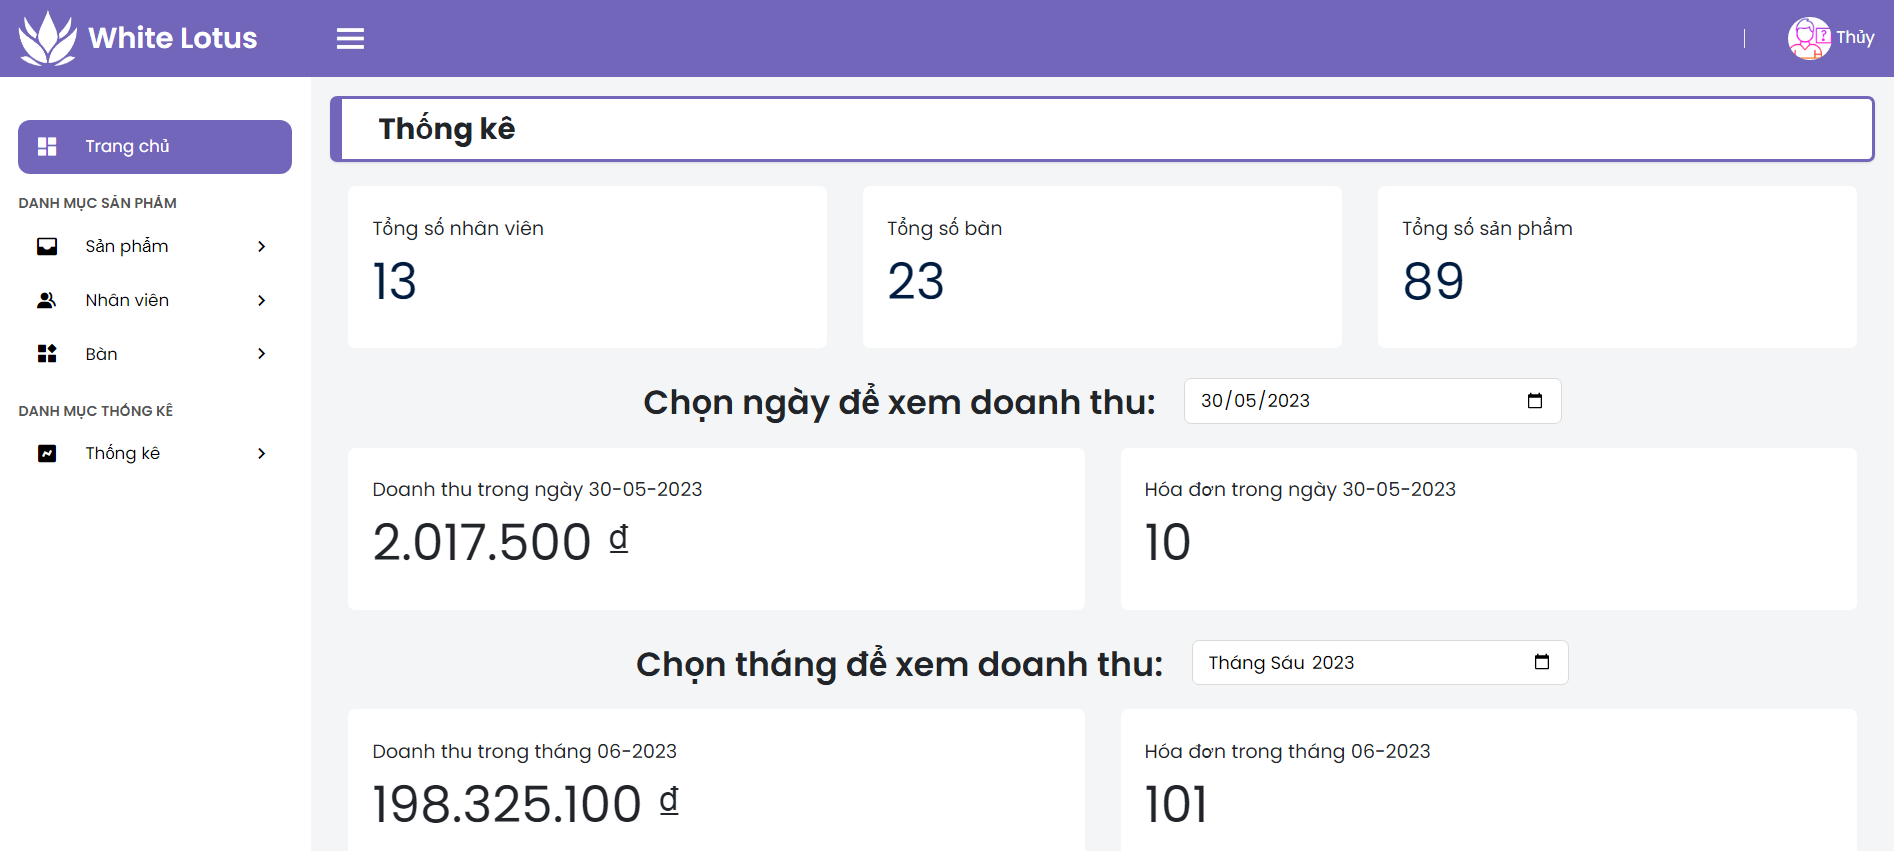 White Lotus
Thủy
Trang chủ
DANH MỤC SẢN PHẨM
Sản phẩm
Nhân viên
Bàn
DANH MỤC THỐNG KÊ
Thống kê
Thống kê
Tổng số nhân viên
13
Tổng số bàn
23
Tổng số sản phẩm
89
Chọn ngày để xem doanh thu:
30/05/2023
Doanh thu trong ngày 30-05-2023
2.017.500 ₫
Hóa đơn trong ngày 30-05-2023
10
Chọn tháng để xem doanh thu:
Tháng Sáu 2023
Doanh thu trong tháng 06-2023
198.325.100 ₫
Hóa đơn trong tháng 06-2023
101